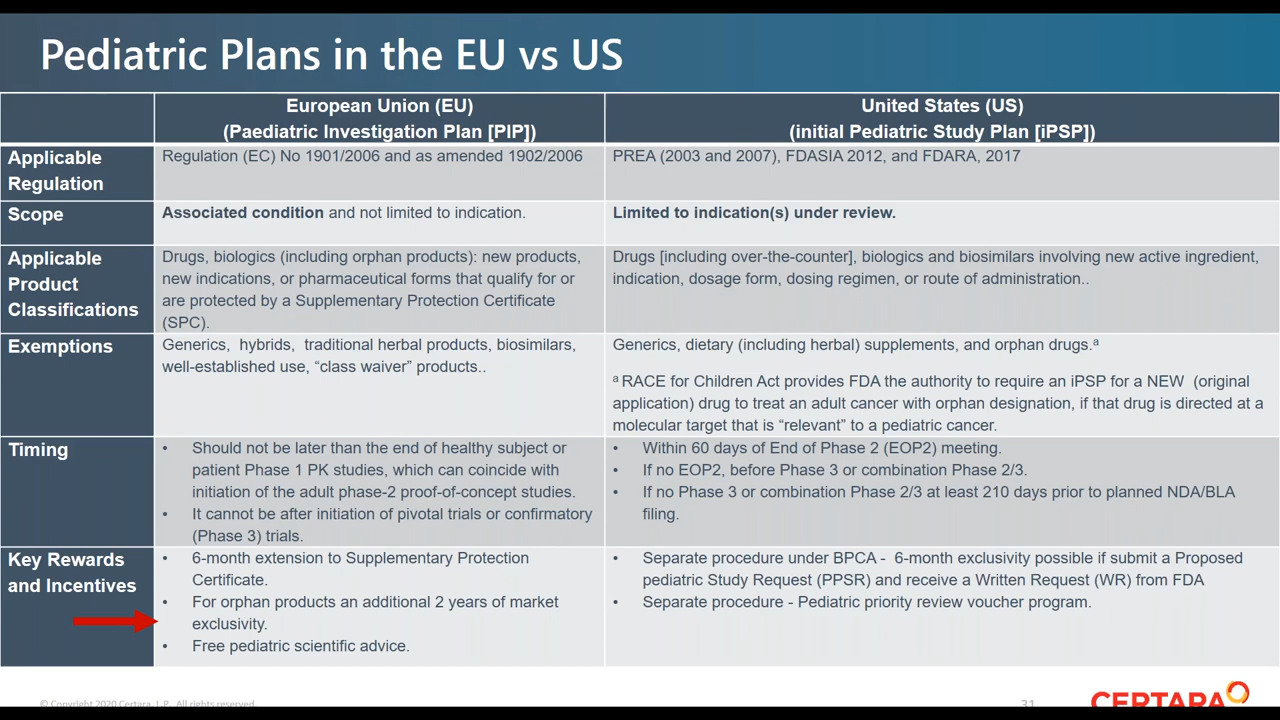 Pediatric Plans in the EU vs US
European Union (EU)
(Paediatric Investigation Plan [PIP])
United States (US)
(initial Pediatric Study Plan [iPSP])
Applicable
Regulation
Regulation (EC) No 1901/2006 and as amended 1902/2006
PREA (2003 and 2007), FDASIA 2012, and FDARA, 2017
Scope
Associated condition and not limited to indication.
Limited to indication(s) under review.
Applicable
Product
Classifications
Drugs, biologics (including orphan products): new products,
new indications, or pharmaceutical forms that qualify for or
are protected by a Supplementary Protection Certificate
(SPC).
Drugs [including over-the-counter], biologics and biosimilars involving new active ingredient,
indication, dosage form, dosing regimen, or route of administration..
Exemptions
Generics, hybrids, traditional herbal products, biosimilars,
well-established use, “class waiver” products..
Generics, dietary (including herbal) supplements, and orphan drugs.ª
ª RACE for Children Act provides FDA the authority to require an iPSP for a NEW (original
application) drug to treat an adult cancer with orphan designation, if that drug is directed at a
molecular target that is “relevant” to a pediatric cancer.
Timing
• Should not be later than the end of healthy subject or
patient Phase 1 PK studies, which can coincide with
initiation of the adult phase-2 proof-of-concept studies.
• It cannot be after initiation of pivotal trials or confirmatory
(Phase 3) trials.
• Within 60 days of End of Phase 2 (EOP2) meeting.
• If no EOP2, before Phase 3 or combination Phase 2/3.
• If no Phase 3 or combination Phase 2/3 at least 210 days prior to planned NDA/BLA
filing.
Key Rewards
and Incentives
• 6-month extension to Supplementary Protection
Certificate.
• For orphan products an additional 2 years of market
exclusivity.
• Free pediatric scientific advice.
• Separate procedure under BPCA - 6-month exclusivity possible if submit a Proposed
pediatric Study Request (PPSR) and receive a Written Request (WR) from FDA
• Separate procedure - Pediatric priority review voucher program.
© Copyright 2020 Certara, L.P. All rights reserved.
31
CERTARA